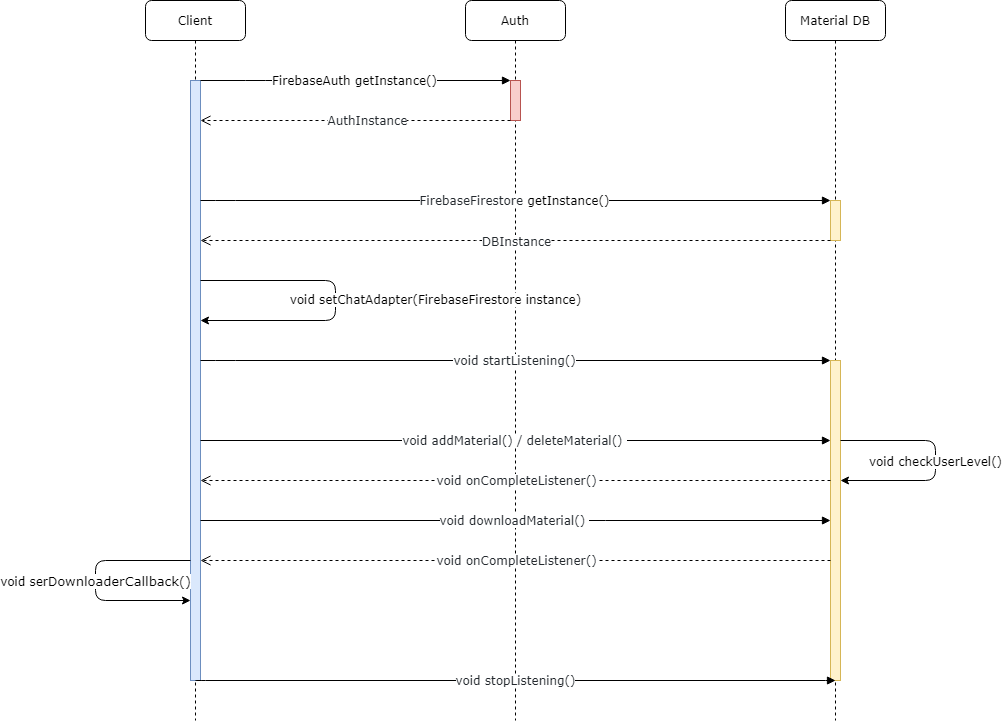 Client
Auth
Material DB
FirebaseAuth getInstance()
AuthInstance
FirebaseFirestore getInstance()
DBInstance
void setChatAdapter(FirebaseFirestore instance)
void startListening()
void addMaterial() / deleteMaterial()
void checkUserLevel()
void onCompleteListener()
void downloadMaterial()
void onCompleteListener()
void serDownloaderCallback()
void stopListening()